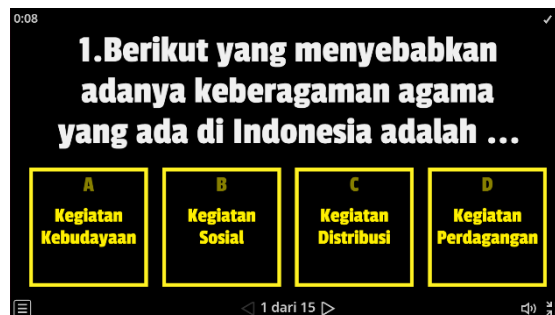 0:08
1.Berikut yang menyebabkan
adanya keberagaman agama
yang ada di Indonesia adalah ...
A
Kegiatan
Kebudayaan
B
Kegiatan
Sosial
C
Kegiatan
Distribusi
D
Kegiatan
Perdagangan
1 dari 15